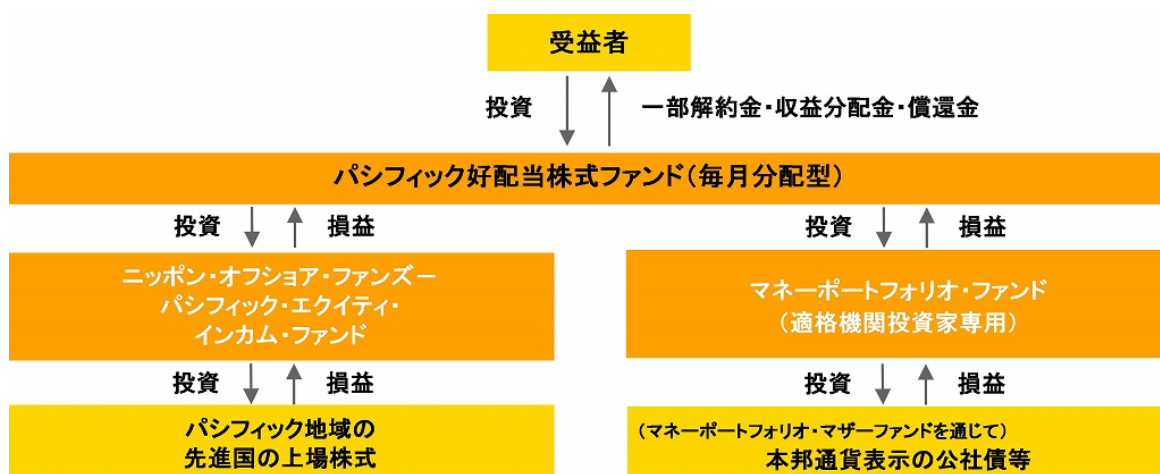 受益者
投資
一部解約金・収益分配金・償還金
パシフィック好配当株式ファンド(毎月分配型)
投資
損益
投資
損益
ニッポン・オフショア・ファンズ－
パシフィック・エクイティ・
インカム・ファンド
マネーポートフォリオ・ファンド
(適格機関投資家専用)
投資
損益
投資
損益
パシフィック地域の
先進国の上場株式
(マネーポートフォリオ・マザーファンドを通じて)
本邦通貨表示の公社債等